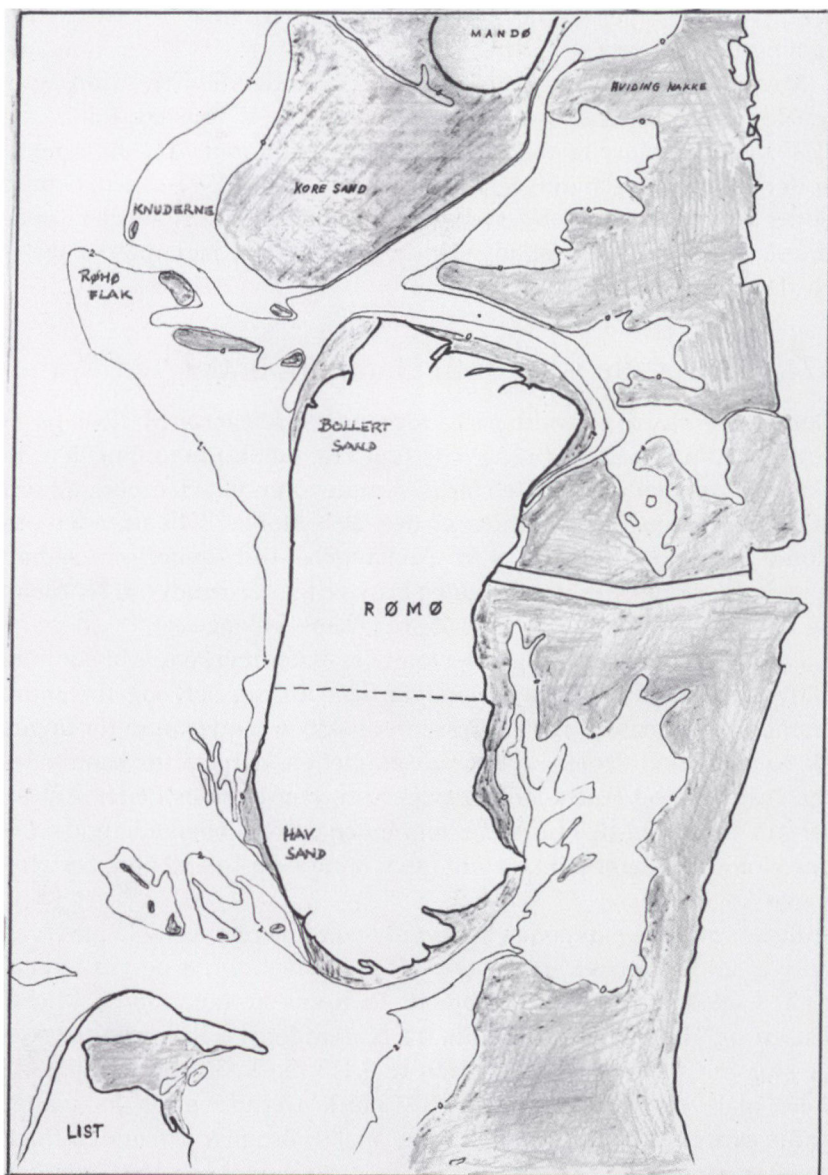 MANDØ
HVIDING NAKKE
KORE SAND
KNUDERNE
RØMØ
FLAK
BOLLERT
SAND
RØMØ
HAV
SAND
LIST